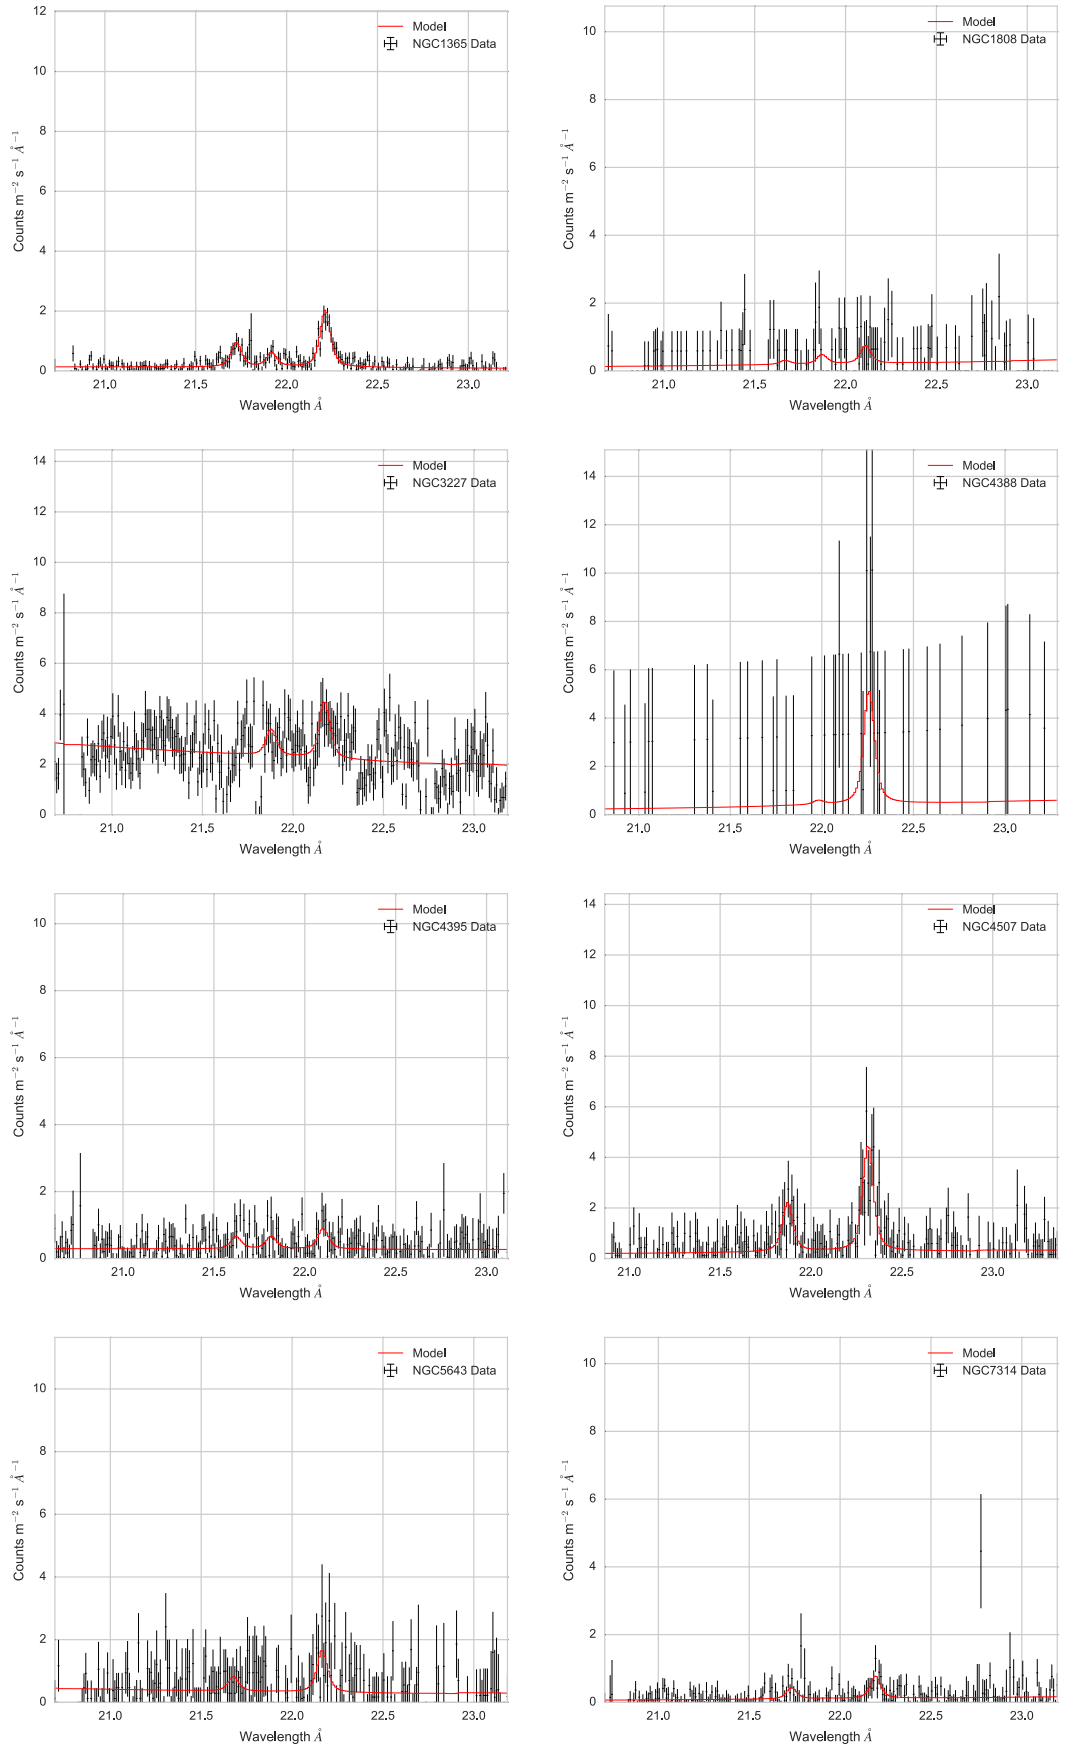 12
10
8
6
4
2
0
Counts m⁻² s⁻¹ Å⁻¹
21.0 21.5 22.0 22.5 23.0
Wavelength Å
Model
NGC1365 Data
10
8
6
4
2
0
Counts m⁻² s⁻¹ Å⁻¹
21.0 21.5 22.0 22.5 23.0
Wavelength Å
Model
NGC1808 Data
14
12
10
8
6
4
2
0
Counts m⁻² s⁻¹ Å⁻¹
21.0 21.5 22.0 22.5 23.0
Wavelength Å
Model
NGC3227 Data
14
12
10
8
6
4
2
0
Counts m⁻² s⁻¹ Å⁻¹
21.0 21.5 22.0 22.5 23.0
Wavelength Å
Model
NGC4388 Data
10
8
6
4
2
0
Counts m⁻² s⁻¹ Å⁻¹
21.0 21.5 22.0 22.5 23.0
Wavelength Å
Model
NGC4395 Data
14
12
10
8
6
4
2
0
Counts m⁻² s⁻¹ Å⁻¹
21.0 21.5 22.0 22.5 23.0
Wavelength Å
Model
NGC4507 Data
10
8
6
4
2
0
Counts m⁻² s⁻¹ Å⁻¹
21.0 21.5 22.0 22.5 23.0
Wavelength Å
Model
NGC5643 Data
10
8
6
4
2
0
Counts m⁻² s⁻¹ Å⁻¹
21.0 21.5 22.0 22.5 23.0
Wavelength Å
Model
NGC7314 Data